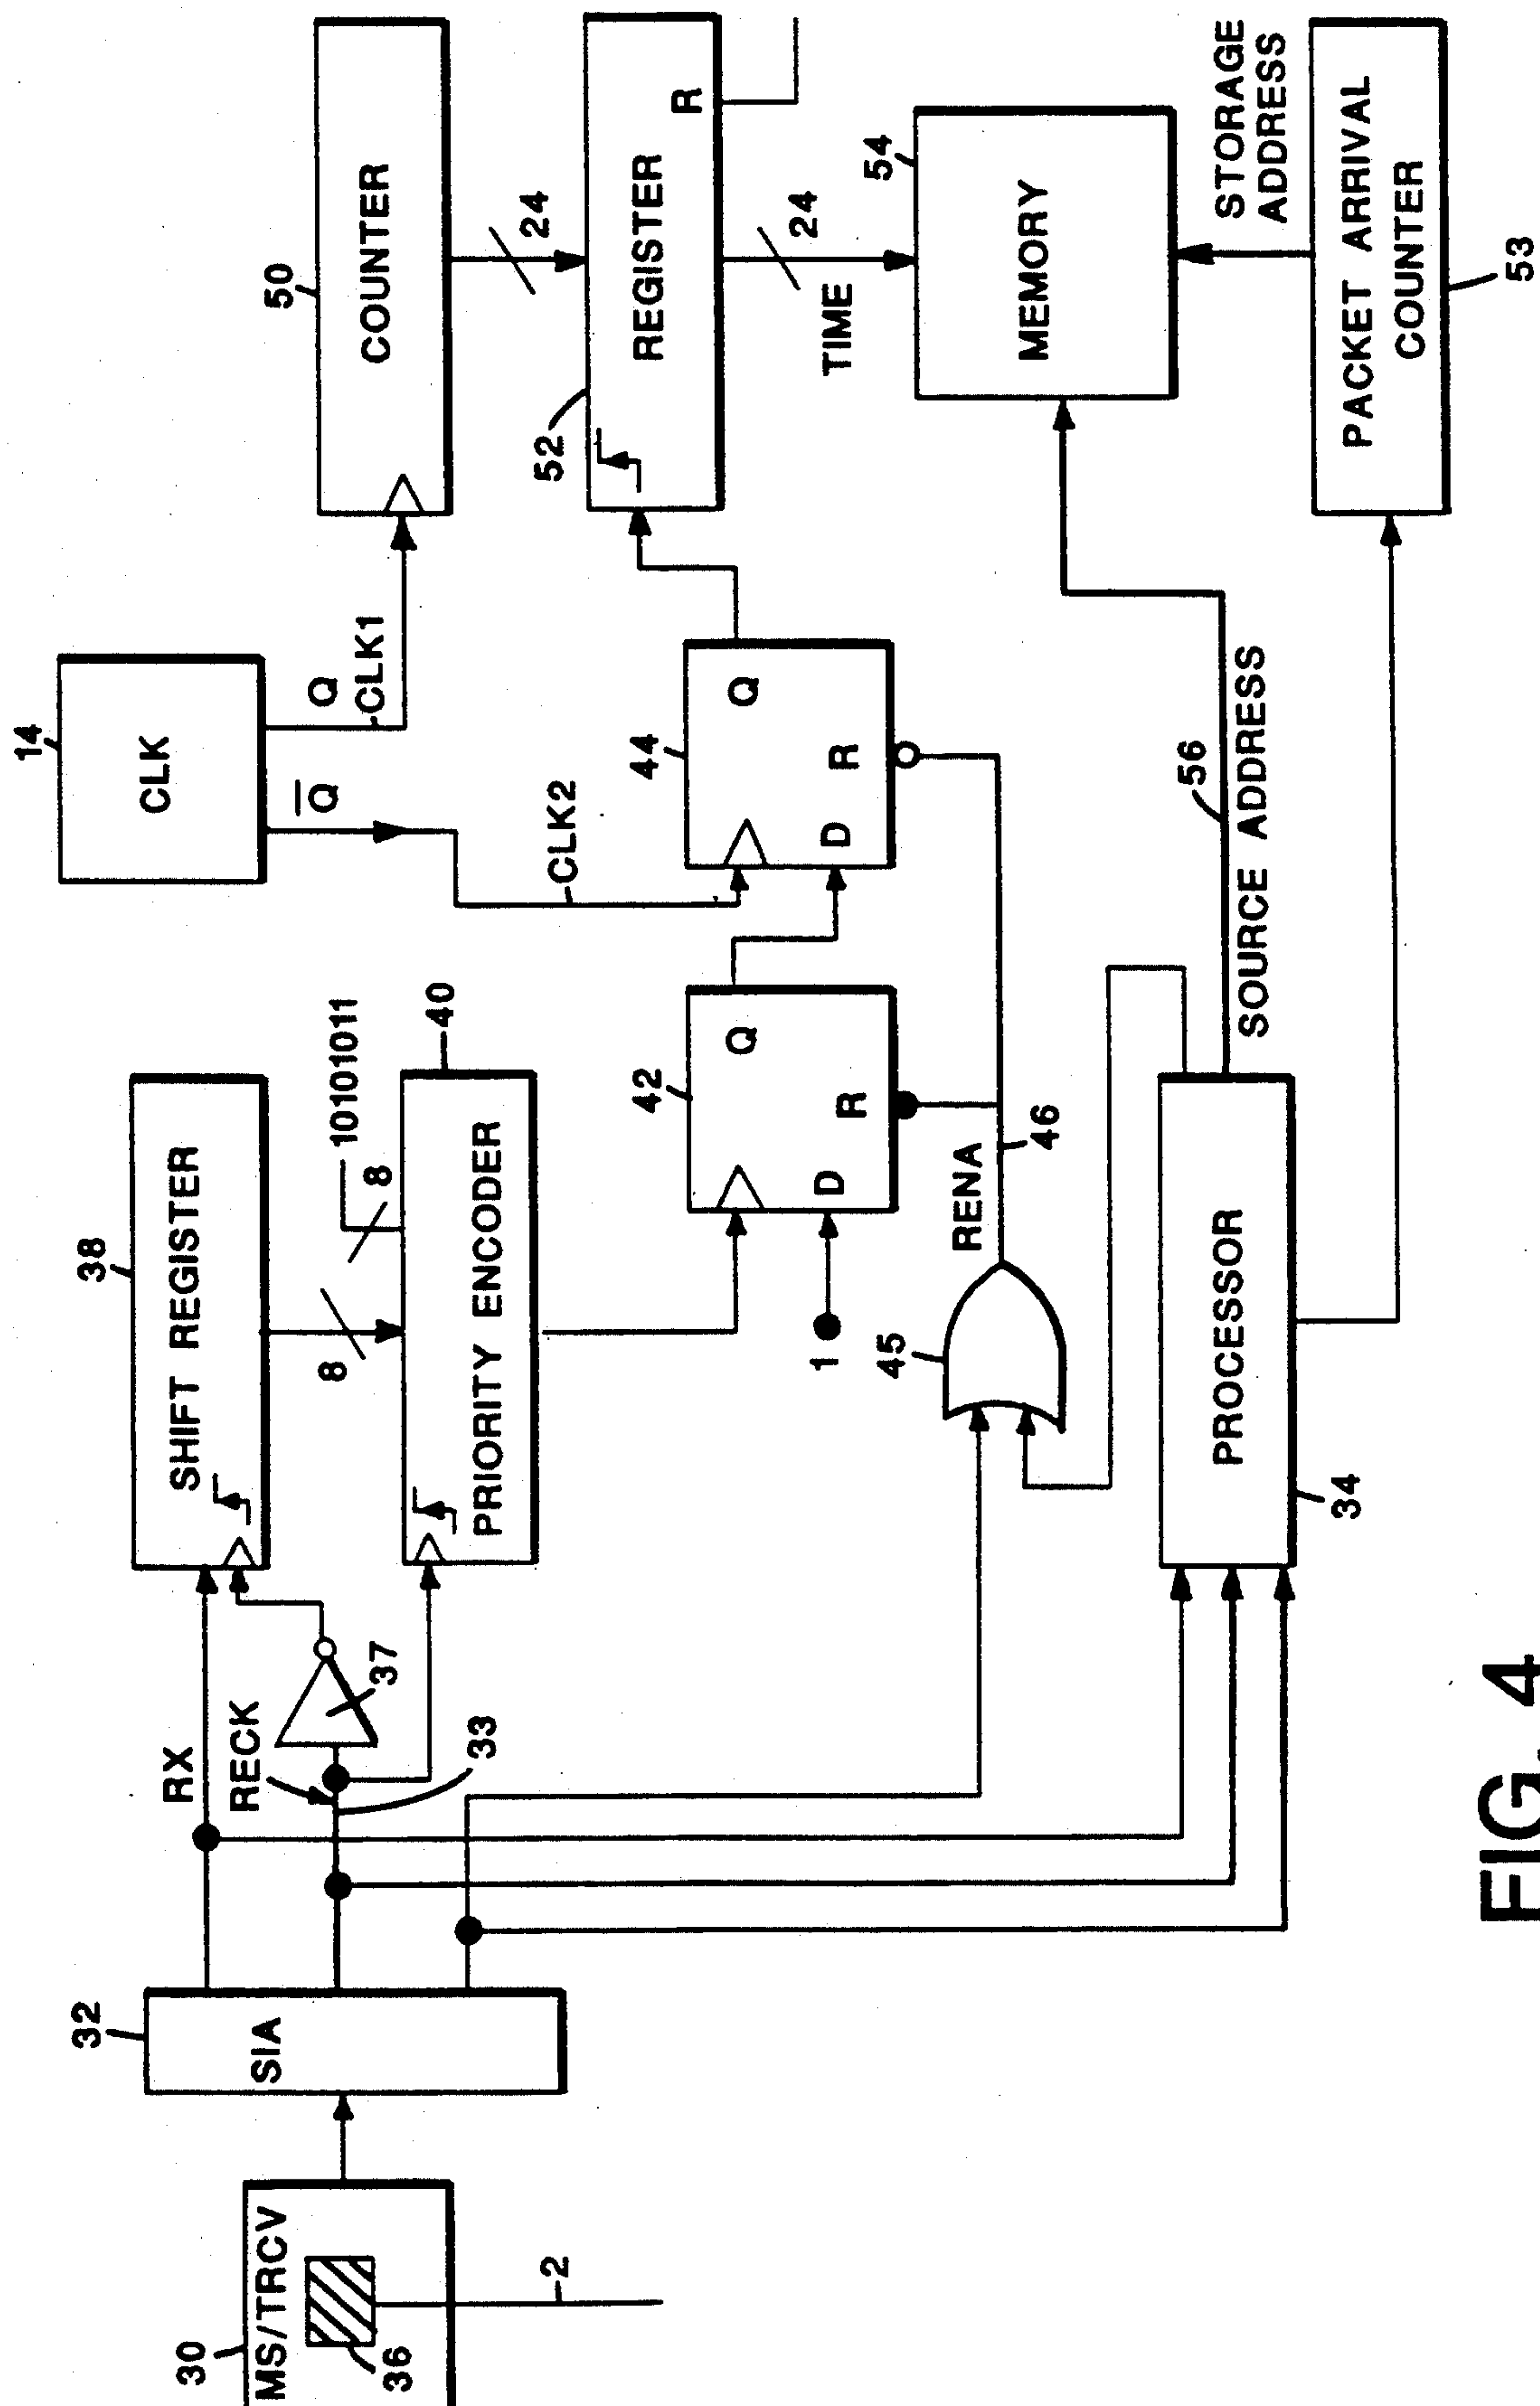 30
MS/TRCV
36
2
32
SIA
RX
RECK
33
37
38
SHIFT REGISTER
8
8
10101011
40
PRIORITY ENCODER
42
Q
D
R
1
14
CLK
Q
Q
CLK1
CLK2
44
Q
D
R
45
RENA
46
34
PROCESSOR
56
SOURCE ADDRESS
50
COUNTER
24
52
REGISTER
R
24
TIME
54
MEMORY
STORAGE
ADDRESS
PACKET ARRIVAL
COUNTER
53
FIG. 4